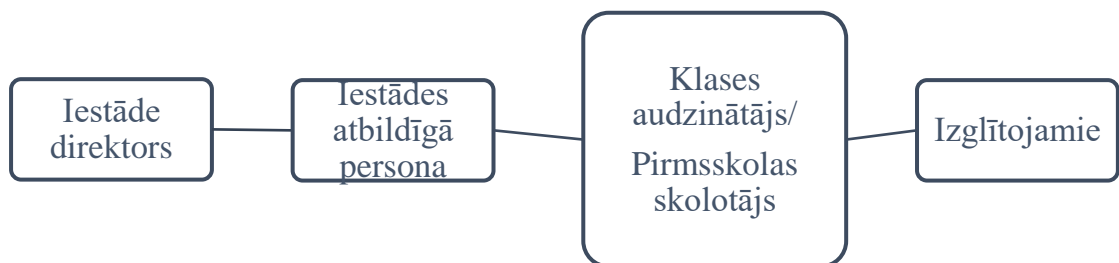 Iestāde
direktors
Iestādes
atbildīgā
persona
Klases
audzinātājs/
Pirmsskolas
skolotājs
Izglītojamie